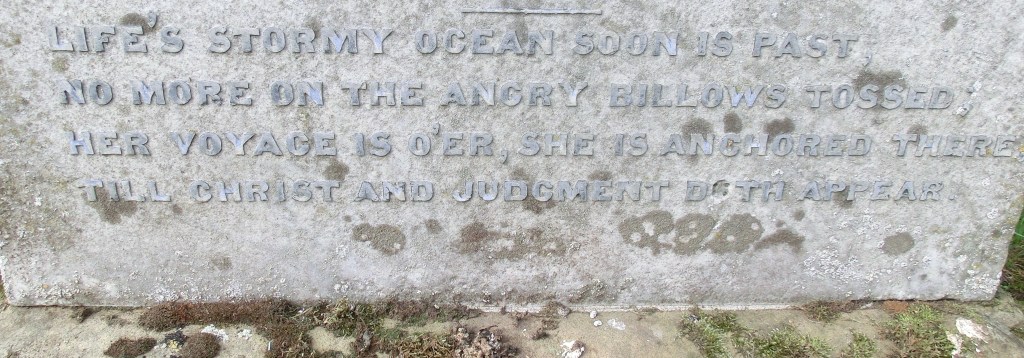 LIFE'S STORMY OCEAN SOON IS PAST,
NO MORE ON THE ANGRY BILLOWS TOSSED;
HER VOYAGE IS O'ER, SHE IS ANCHORED THERE,
TILL CHRIST AND JUDGMENT DOTH APPEAR.